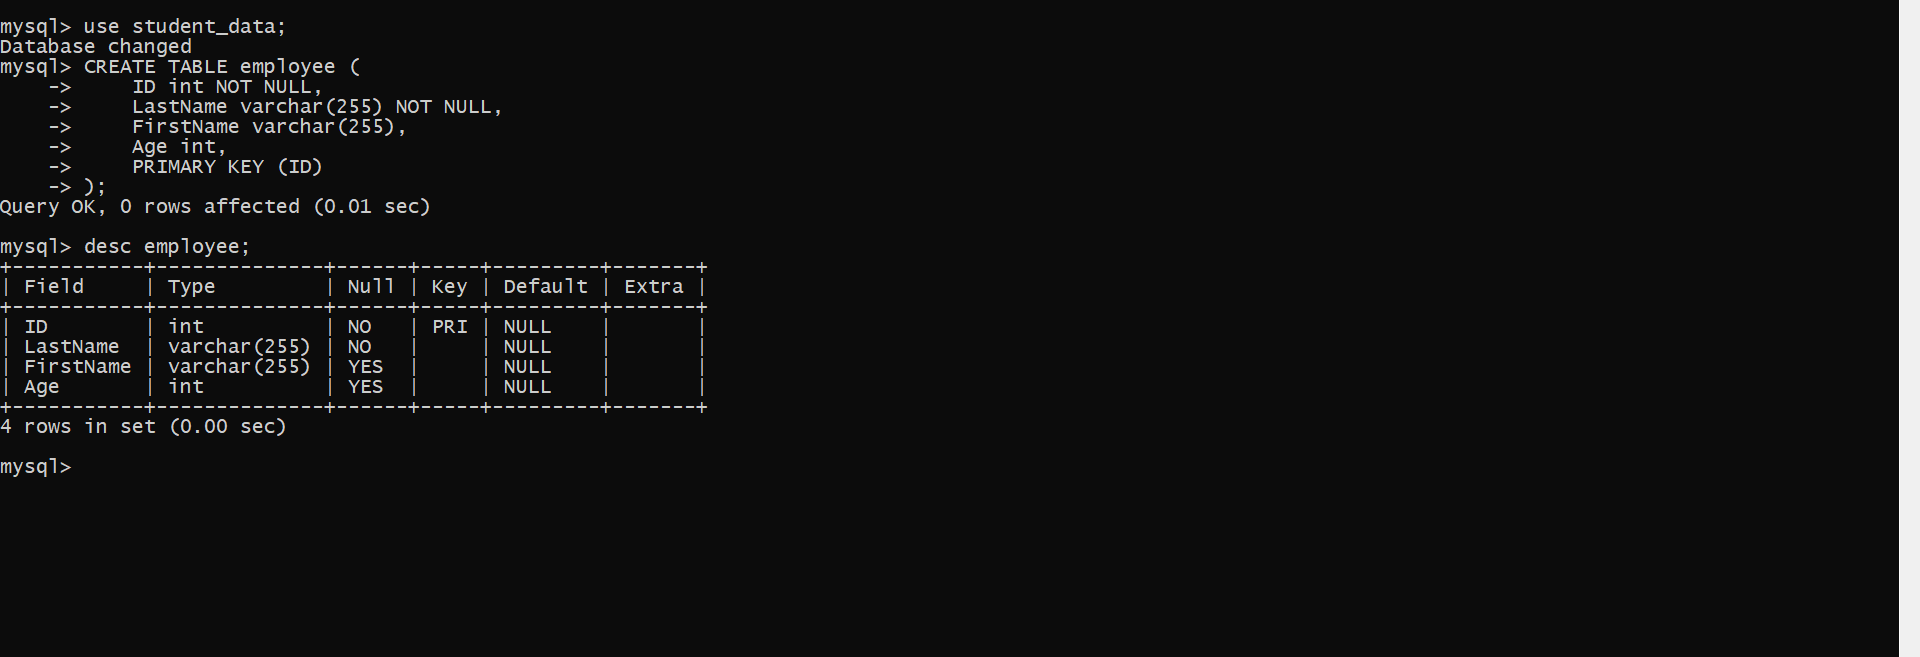 mysql> use student_data;
Database changed
mysql> CREATE TABLE employee (
    ->     ID int NOT NULL,
    ->     LastName varchar(255) NOT NULL,
    ->     FirstName varchar(255),
    ->     Age int,
    ->     PRIMARY KEY (ID)
    -> );
Query OK, 0 rows affected (0.01 sec)

mysql> desc employee;
+-----------+--------------+------+-----+---------+-------+
| Field     | Type         | Null | Key | Default | Extra |
+-----------+--------------+------+-----+---------+-------+
| ID        | int          | NO   | PRI | NULL    |       |
| LastName  | varchar(255) | NO   |     | NULL    |       |
| FirstName | varchar(255) | YES  |     | NULL    |       |
| Age       | int          | YES  |     | NULL    |       |
+-----------+--------------+------+-----+---------+-------+
4 rows in set (0.00 sec)

mysql>